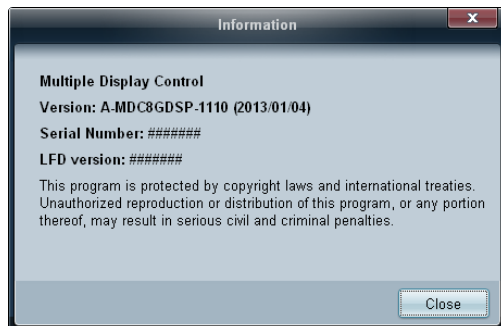 Information
x
Multiple Display Control
Version: A-MDC8GDSP-1110 (2013/01/04)
Serial Number: #######
LFD version: #######
This program is protected by copyright laws and international treaties.
Unauthorized reproduction or distribution of this program, or any portion
thereof, may result in serious civil and criminal penalties.
Close